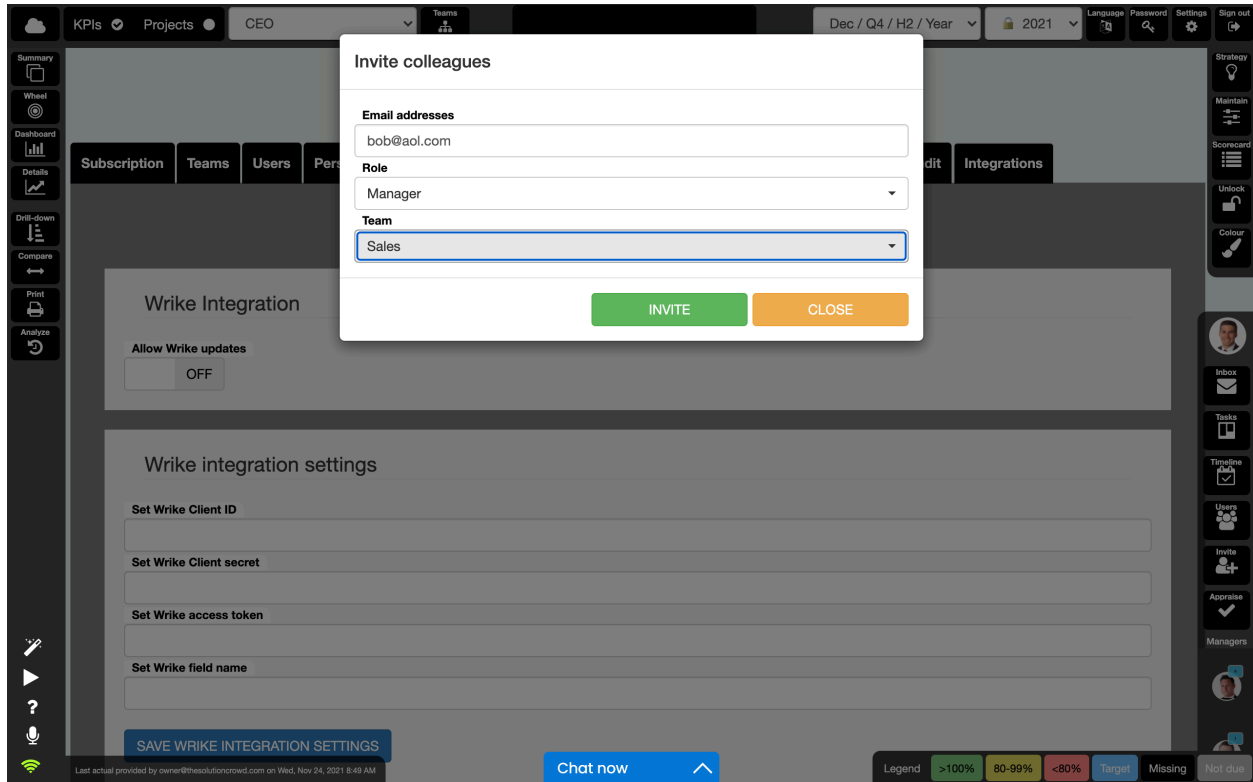 KPIs
Projects
CEO
Teams
Dec / Q4 / H2 / Year
2021
Language
Password
Settings
Sign out
Invite colleagues
Email addresses
bob@aol.com
Role
Manager
Team
Sales
INVITE
CLOSE
Summary
Wheel
Dashboard
Details
Drill-down
Compare
Print
Analyze
Strategy
Maintain
Scorecard
Unlock
Colour
Subscription
Teams
Users
Integrations
Wrike Integration
Allow Wrike updates
OFF
Wrike integration settings
Set Wrike Client ID
Set Wrike Client secret
Set Wrike access token
Set Wrike field name
SAVE WRIKE INTEGRATION SETTINGS
Inbox
Tasks
Timeline
Users
Invite
Appraise
Managers
?
Last actual provided by owner@thesolutioncrowd.com on Wed, Nov 24, 2021 8:49 AM
Chat now
Legend
>100%
80-99%
<80%
Target
Missing
Not due